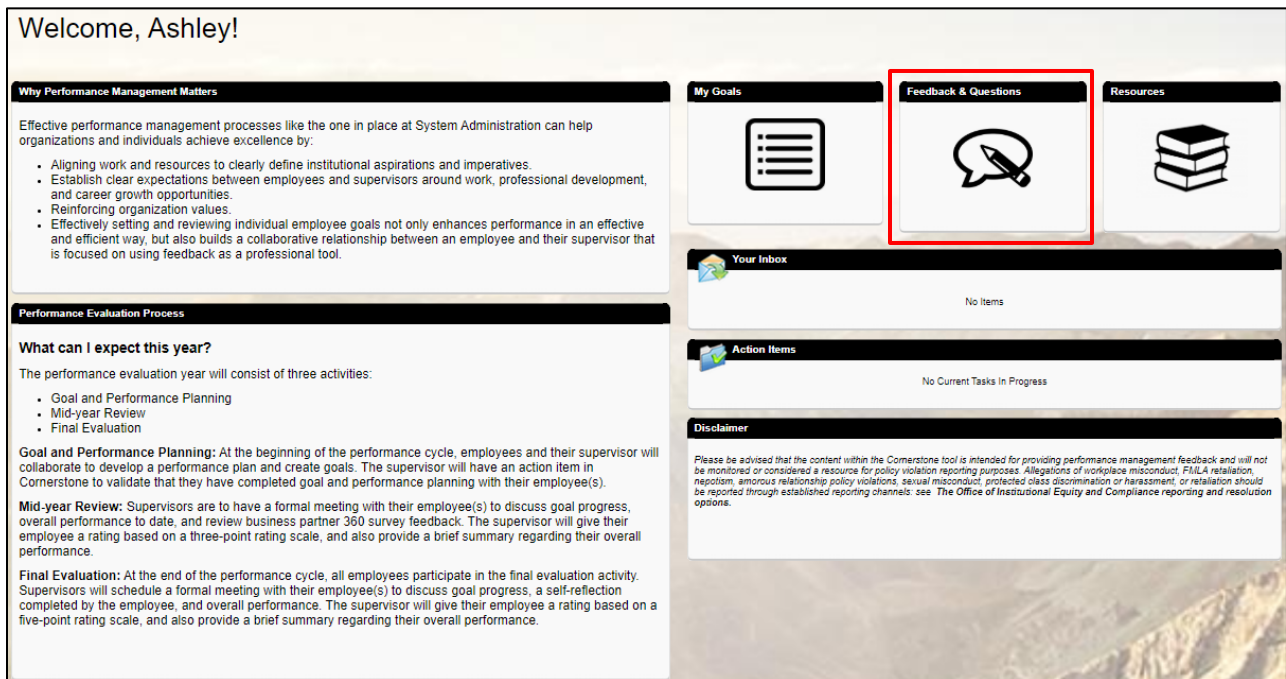 Welcome, Ashley!
Why Performance Management Matters
Effective performance management processes like the one in place at System Administration can help
organizations and individuals achieve excellence by:
• Aligning work and resources to clearly define institutional aspirations and imperatives.
• Establish clear expectations between employees and supervisors around work, professional development,
and career growth opportunities.
• Reinforcing organization values.
• Effectively setting and reviewing individual employee goals not only enhances performance in an effective
and efficient way, but also builds a collaborative relationship between an employee and their supervisor that
is focused on using feedback as a professional tool.
Performance Evaluation Process
What can I expect this year?
The performance evaluation year will consist of three activities:
• Goal and Performance Planning
• Mid-year Review
• Final Evaluation
Goal and Performance Planning: At the beginning of the performance cycle, employees and their supervisor will
collaborate to develop a performance plan and create goals. The supervisor will have an action item in
Cornerstone to validate that they have completed goal and performance planning with their employee(s).
Mid-year Review: Supervisors are to have a formal meeting with their employee(s) to discuss goal progress,
overall performance to date, and review business partner 360 survey feedback. The supervisor will give their
employee a rating based on a three-point rating scale, and also provide a brief summary regarding their overall
performance.
Final Evaluation: At the end of the performance cycle, all employees participate in the final evaluation activity.
Supervisors will schedule a formal meeting with their employee(s) to discuss goal progress, a self-reflection
completed by the employee, and overall performance. The supervisor will give their employee a rating based on a
five-point rating scale, and also provide a brief summary regarding their overall performance.
My Goals
Feedback & Questions
Resources
Your Inbox
No Items
Action Items
No Current Tasks In Progress
Disclaimer
Please be advised that the content within the Cornerstone tool is intended for providing performance management feedback and will not
be monitored or considered a resource for policy violation reporting purposes. Allegations of workplace misconduct, FMLA retaliation,
nepotism, amorous relationship policy violations, sexual misconduct, protected class discrimination or harassment, or retaliation should
be reported through established reporting channels: see The Office of Institutional Equity and Compliance reporting and resolution
options.